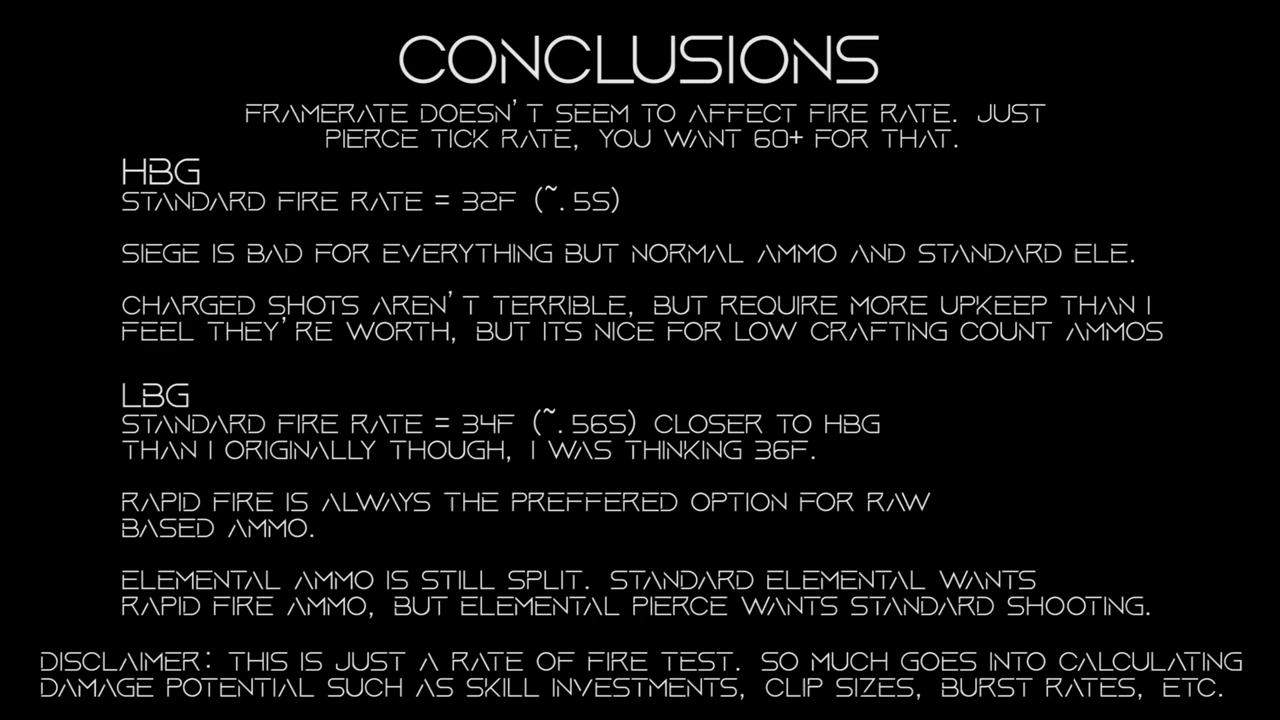 CONCLUSIONS
FRAMERATE DOESN'T SEEM TO AFFECT FIRE RATE. JUST
PIERCE TICK RATE, YOU WANT 60+ FOR THAT.
HBG
STANDARD FIRE RATE = 32F (~.5S)
SIEGE IS BAD FOR EVERYTHING BUT NORMAL AMMO AND STANDARD ELE.
CHARGED SHOTS AREN'T TERRIBLE, BUT REQUIRE MORE UPKEEP THAN I
FEEL THEY'RE WORTH, BUT ITS NICE FOR LOW CRAFTING COUNT AMMOS
LBG
STANDARD FIRE RATE = 34F (~.56S) CLOSER TO HBG
THAN I ORIGINALLY THOUGH, I WAS THINKING 36F.
RAPID FIRE IS ALWAYS THE PREFFERED OPTION FOR RAW
BASED AMMO.
ELEMENTAL AMMO IS STILL SPLIT. STANDARD ELEMENTAL WANTS
RAPID FIRE AMMO, BUT ELEMENTAL PIERCE WANTS STANDARD SHOOTING.
DISCLAIMER: THIS IS JUST A RATE OF FIRE TEST. SO MUCH GOES INTO CALCULATING
DAMAGE POTENTIAL SUCH AS SKILL INVESTMENTS, CLIP SIZES, BURST RATES, ETC.